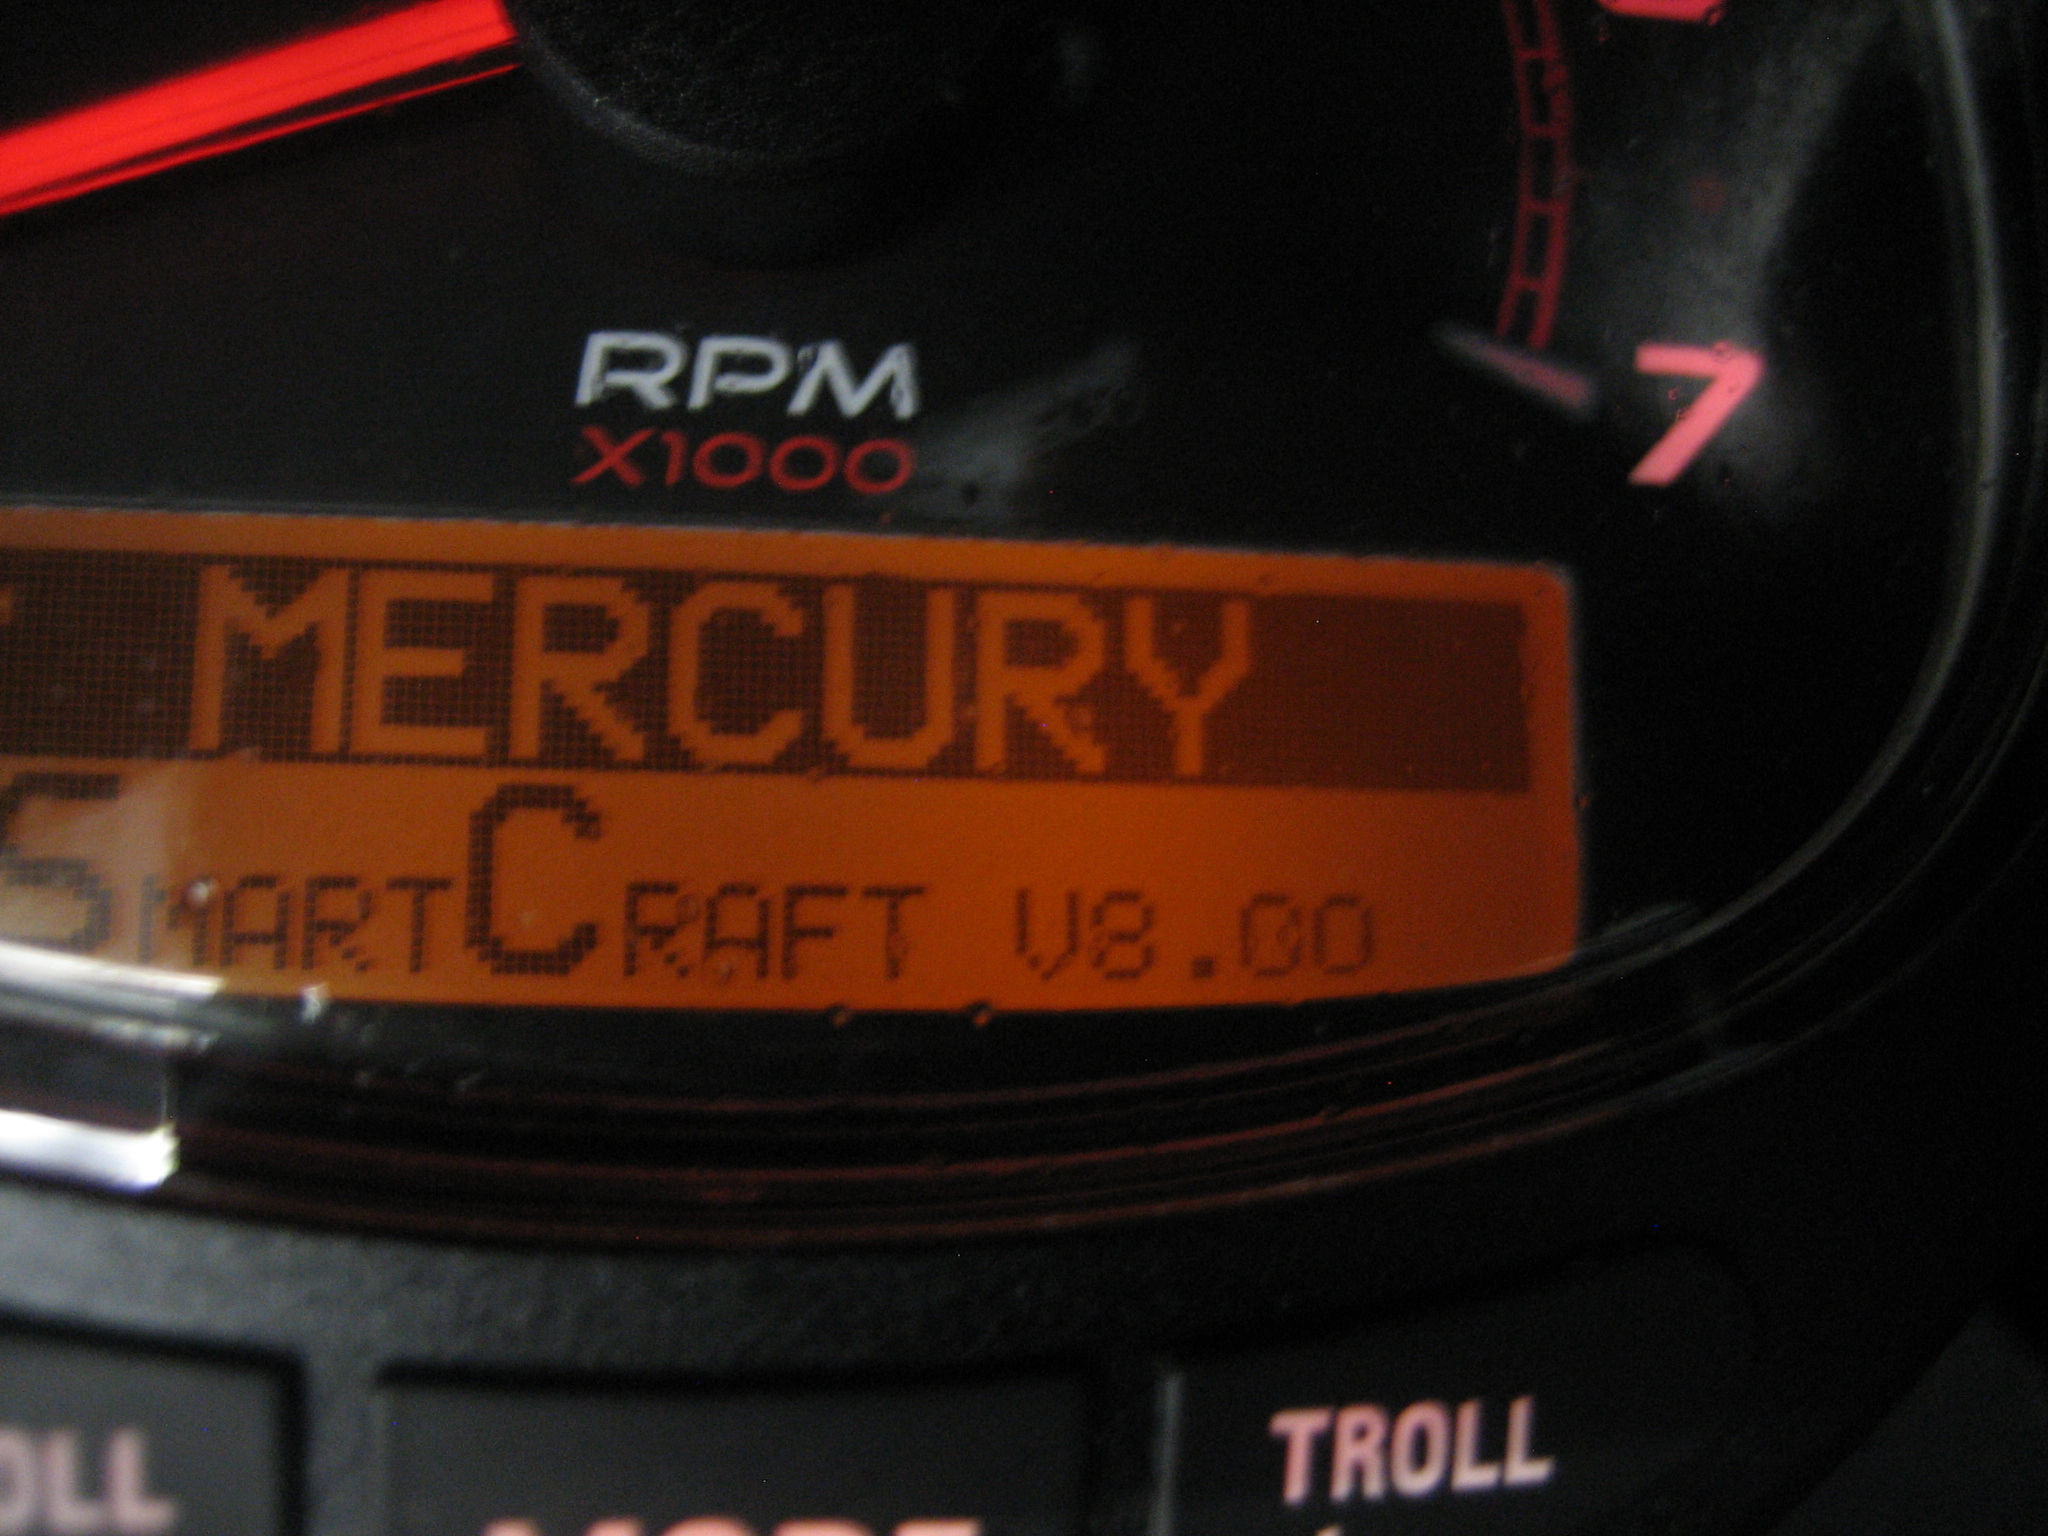 RPM
X1000
7
MERCURY
SMARTCRAFT V8.00
TROLL